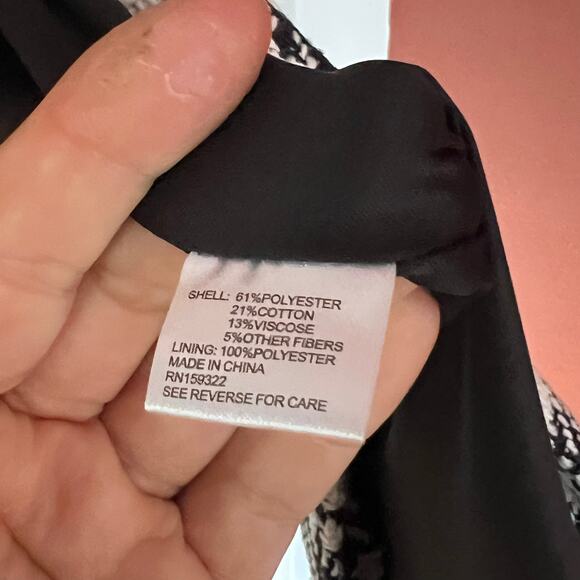 SHELL: 61%POLYESTER
21%COTTON
13%VISCOSE
5%OTHER FIBERS
LINING: 100%POLYESTER
MADE IN CHINA
RN159322
SEE REVERSE FOR CARE